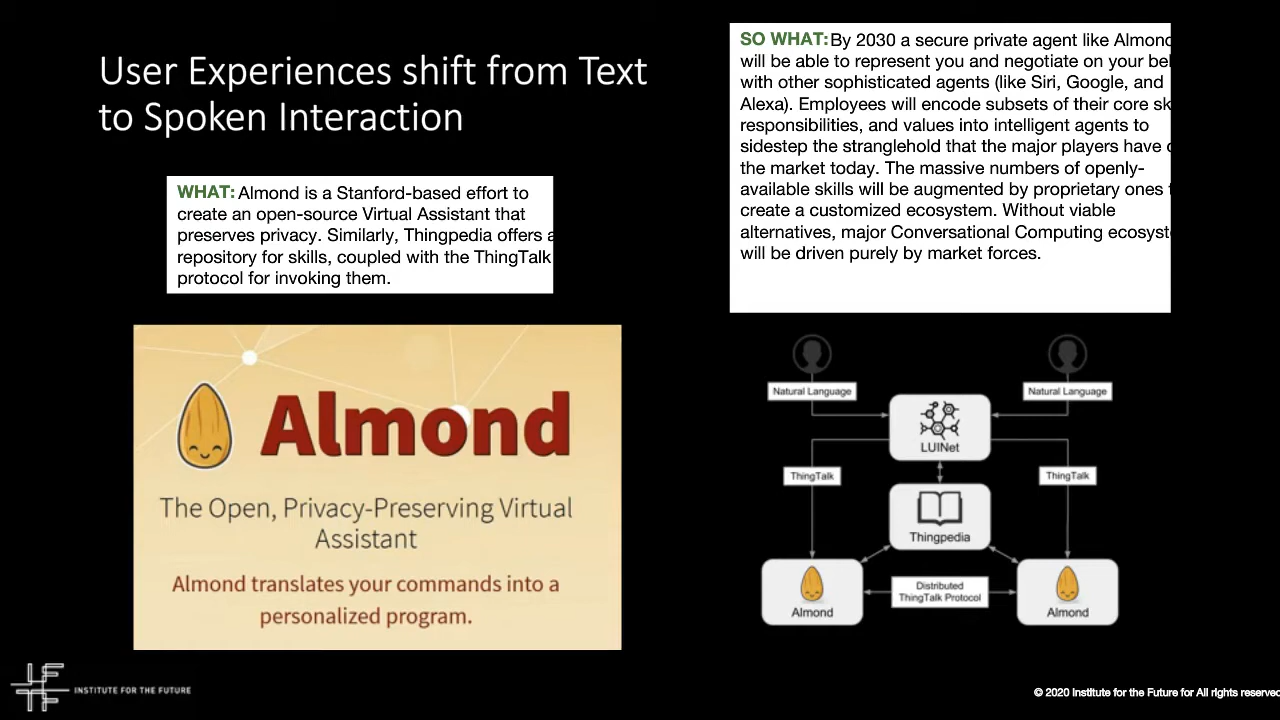 User Experiences shift from Text
to Spoken Interaction
WHAT: Almond is a Stanford-based effort to
create an open-source Virtual Assistant that
preserves privacy. Similarly, Thingpedia offers a
repository for skills, coupled with the ThingTalk
protocol for invoking them.
Almond
The Open, Privacy-Preserving Virtual
Assistant
Almond translates your commands into a
personalized program.
SO WHAT: By 2030 a secure private agent like Almond
will be able to represent you and negotiate on your bel
with other sophisticated agents (like Siri, Google, and
Alexa). Employees will encode subsets of their core sk
responsibilities, and values into intelligent agents to
sidestep the stranglehold that the major players have
the market today. The massive numbers of openly-
available skills will be augmented by proprietary ones
create a customized ecosystem. Without viable
alternatives, major Conversational Computing ecosyste
will be driven purely by market forces.
Natural Language
Natural Language
LUINet
ThingTalk
ThingTalk
Thingpedia
Almond
Distributed
ThingTalk Protocol
Almond
INSTITUTE FOR THE FUTURE
© 2020 Institute for the Future for All rights reserved